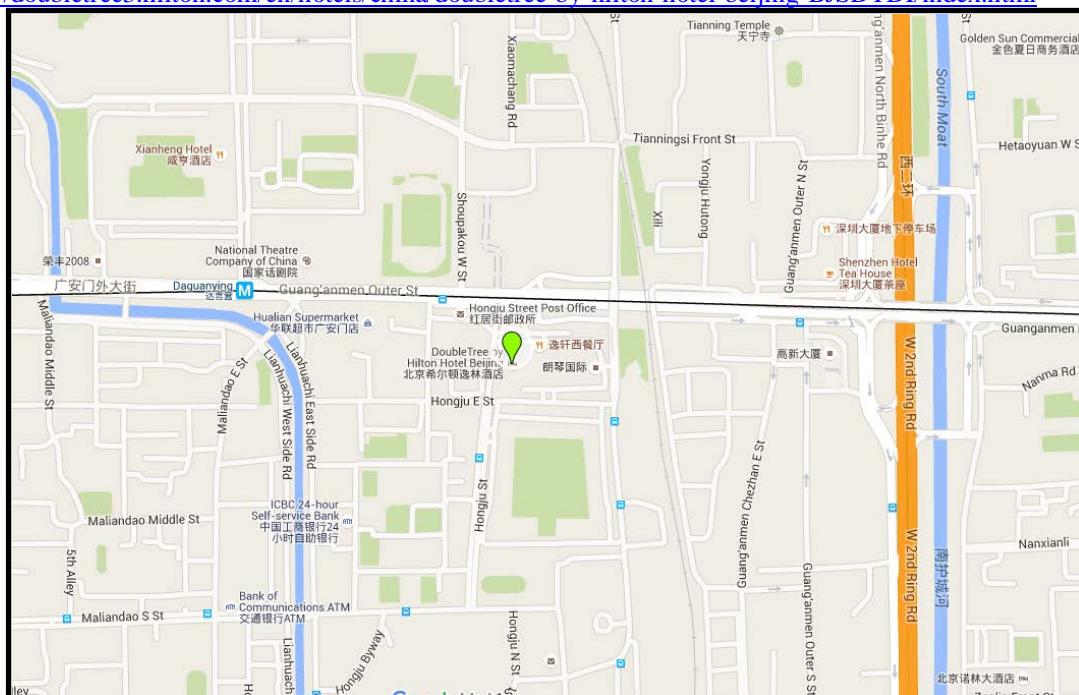 /doubletree3.hilton.com/en/hotels/china/doubletree-by-hilton-hotel-beijing-BJSDTDI/index.html
Tianning Temple
天宁寺
Golden Sun Commercial
金色夏日商务酒店
Xiaomachang Rd
South Moat
Guang'anmen North Binhe Rd
西二环
Tianningsi Front St
Hetaoyuan W S
Xianheng Hotel
咸亨酒店
Yongju Hutong
Guang'anmen Outer N St
Shoupakou W St
Xili
深圳大厦地下停车场
National Theatre
Company of China
国家话剧院
荣丰2008
Shenzhen Hotel
Tea House
深圳大厦茶座
广安门外大街
Daguanying
达官营
M
Guang'anmen Outer St
Hongju Street Post Office
红居街邮政所
Hualian Supermarket
华联超市广安门店
Guanganmen
逸轩西餐厅
DoubleTree by
Hilton Hotel Beijing
北京希尔顿逸林酒店
朗琴国际
高新大厦
Maliandao Middle St
Maliandao E St
Lianhuachi West Side Rd
Lianhuachi East Side Rd
W 2nd Ring Rd
Nanma Rd
Hongju E St
Hongju St
Guang'anmen Chezhan E St
ICBC 24-hour
Self-service Bank
中国工商银行24
小时自助银行
Maliandao Middle St
5th Alley
Nanxianli
W 2nd Ring Rd
南护城河
Guang'anmen Outer S St
Bank of
Communications ATM
交通银行ATM
Maliandao S St
Hongju Byway
Hongju N St
Lianhuach
北京诺林大酒店